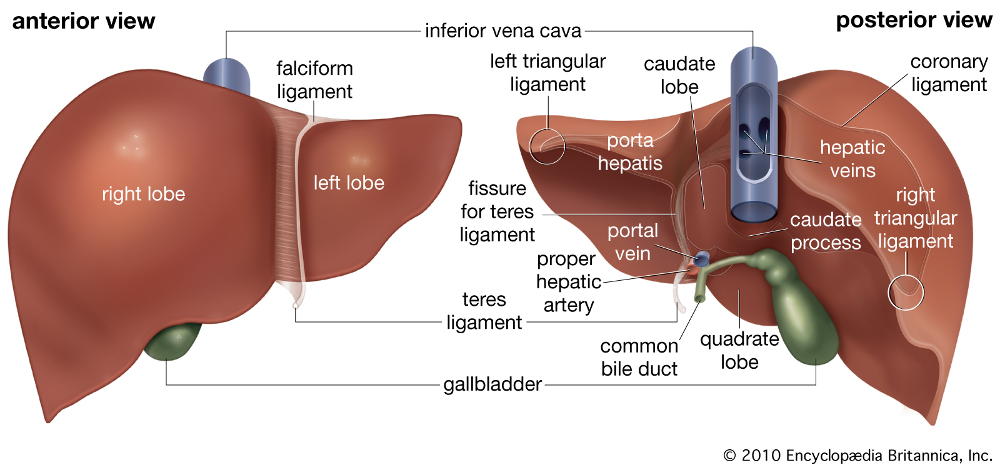 anterior view
posterior view
inferior vena cava
falciform
ligament
right lobe
left lobe
left triangular
ligament
caudate
lobe
coronary
ligament
porta
hepatis
hepatic
veins
fissure
for teres
ligament
right
triangular
ligament
caudate
process
portal
vein
proper
hepatic
artery
teres
ligament
common
bile duct
quadrate
lobe
gallbladder
© 2010 Encyclopædia Britannica, Inc.